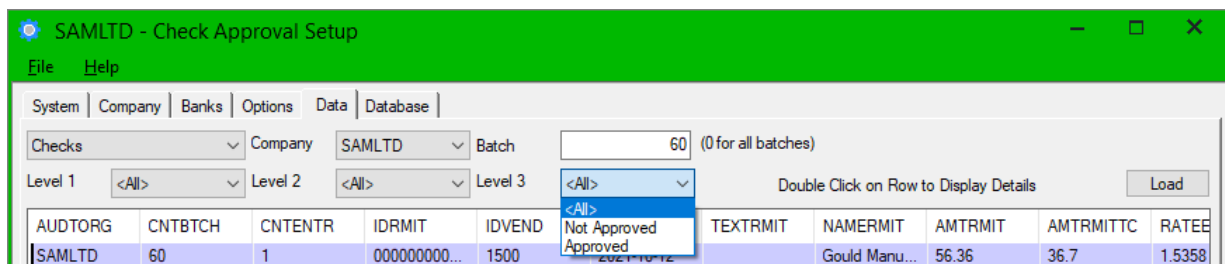 SAMLTD - Check Approval Setup
File Help
System Company Banks Options Data Database
Checks Company SAMLTD Batch 60 (0 for all batches)
Level 1 <All> Level 2 <All> Level 3 <All> Double Click on Row to Display Details Load
<All>
Not Approved
Approved
AUDTORG CNTBTCH CNTENTR IDRMIT IDVEND TEXTRMIT NAMERMIT AMTRMIT AMTRMITTC RATEE
SAMLTD 60 1 000000000... 1500 Gould Manu... 56.36 36.7 1.5358